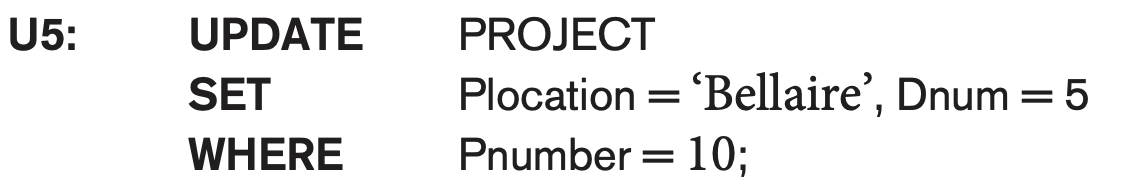 U5: UPDATE PROJECT
SET Plocation = ‘Bellaire’, Dnum = 5
WHERE Pnumber = 10;